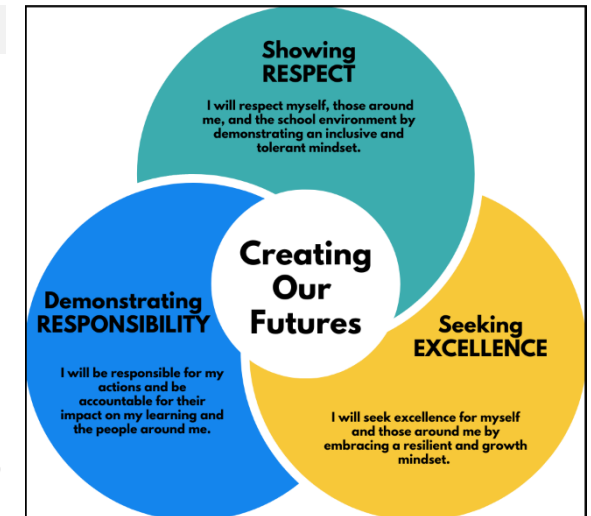 Showing
RESPECT
I will respect myself, those around
me, and the school environment by
demonstrating an inclusive and
tolerant mindset.
Creating
Our
Futures
Demonstrating
RESPONSIBILITY
I will be responsible for my
actions and be
accountable for their
impact on my learning and
the people around me.
Seeking
EXCELLENCE
I will seek excellence for myself
and those around me by
embracing a resilient and growth
mindset.